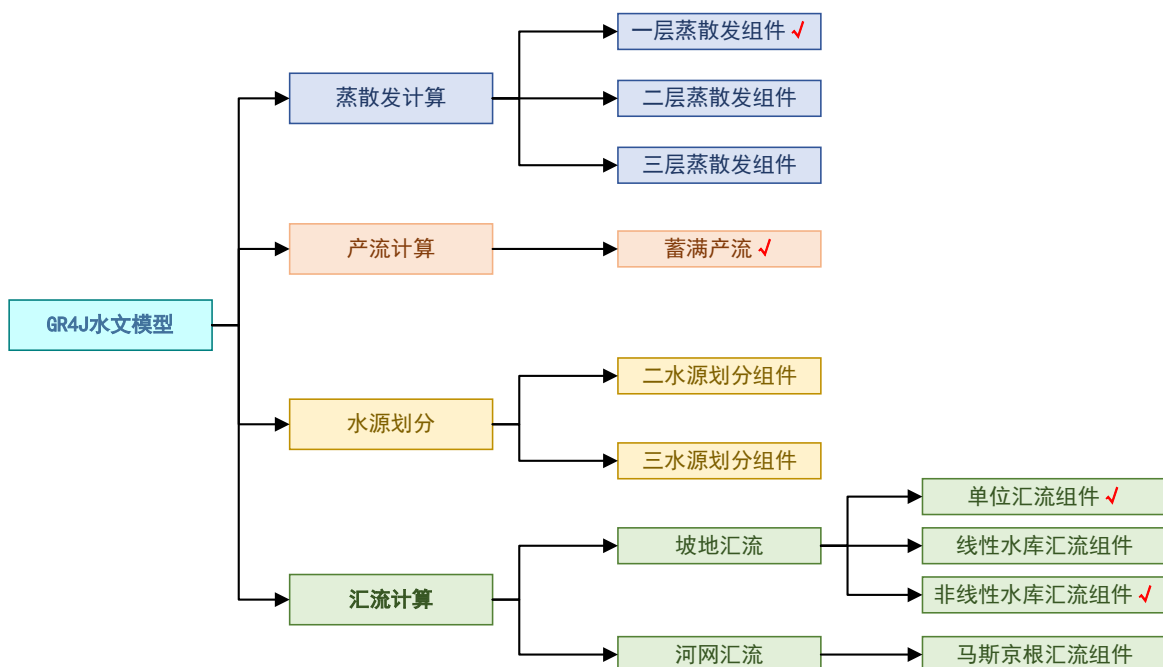 GR4J水文模型
蒸散发计算
一层蒸散发组件 √
二层蒸散发组件
三层蒸散发组件
产流计算
蓄满产流 √
水源划分
二水源划分组件
三水源划分组件
汇流计算
坡地汇流
单位汇流组件 √
线性水库汇流组件
非线性水库汇流组件 √
河网汇流
马斯京根汇流组件